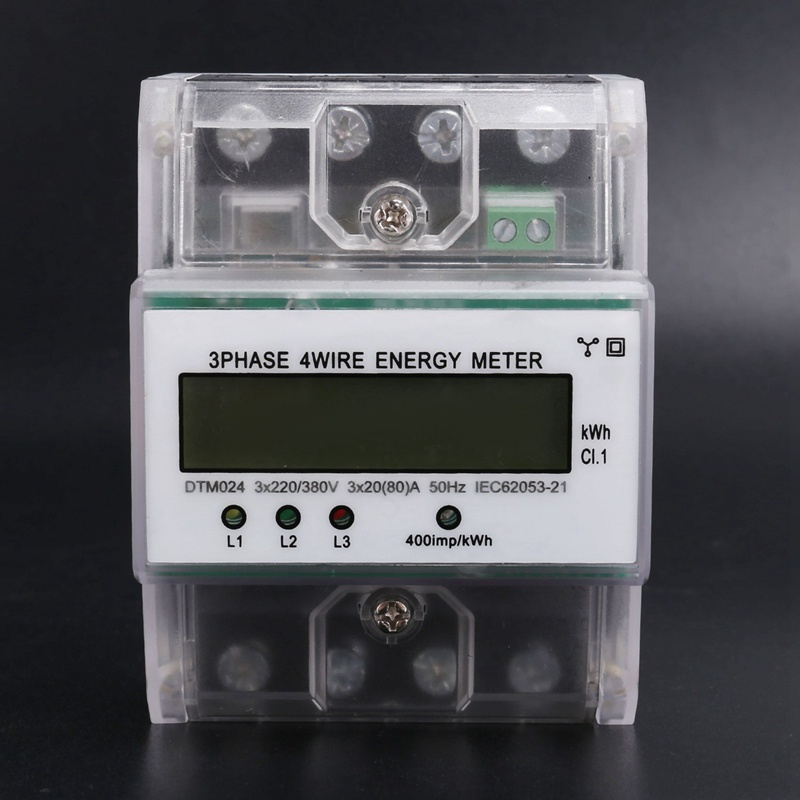 3PHASE 4WIRE ENERGY METER
kWh
Cl.1
DTM024 3x220/380V 3x20(80)A 50Hz IEC62053-21
L1 L2 L3 400imp/kWh